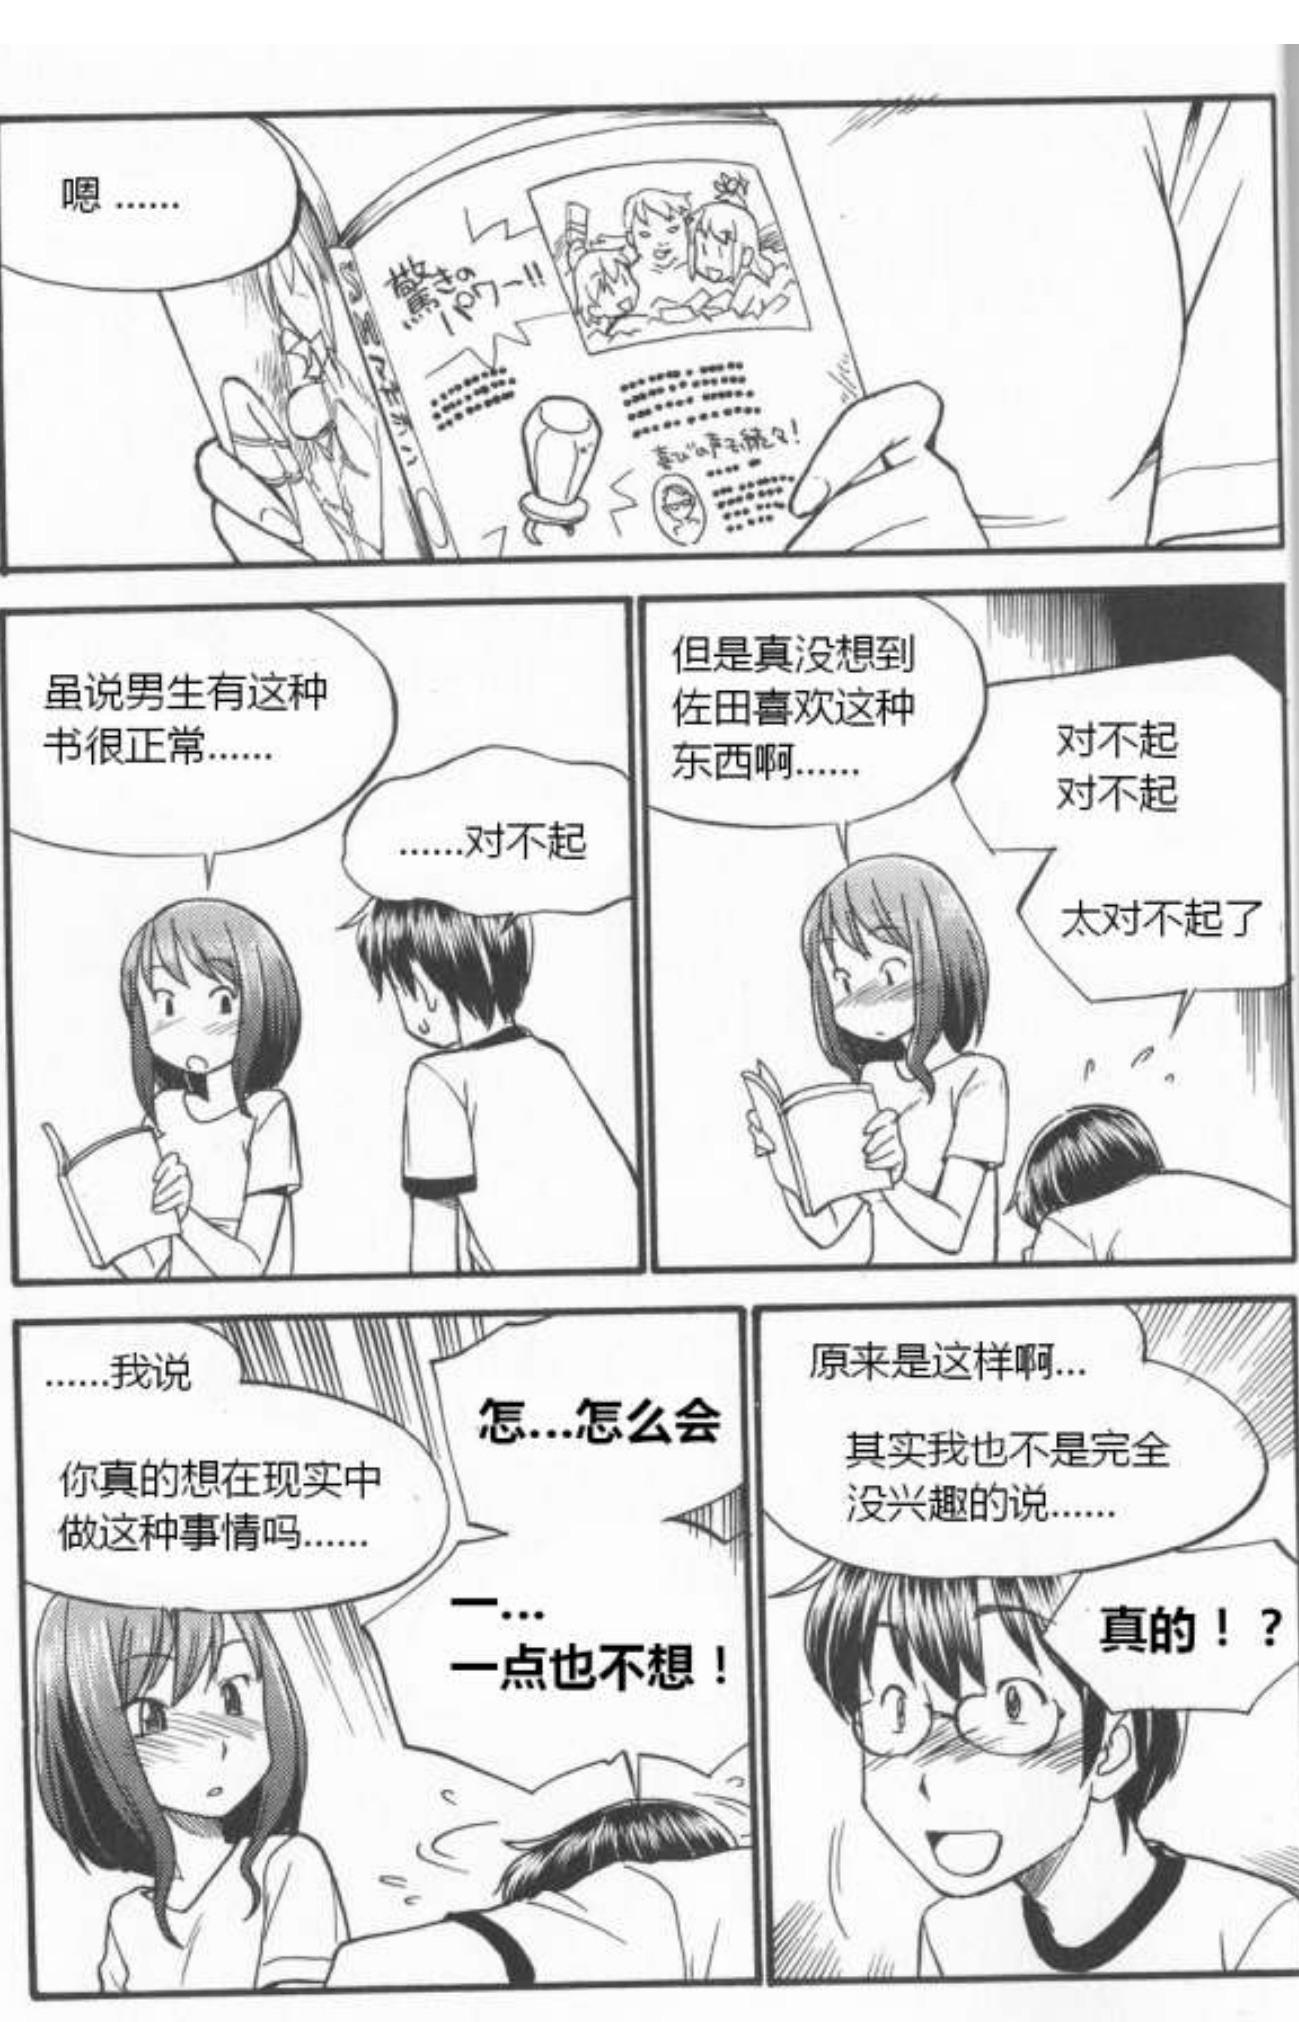 嗯 ……
驚きの
パワー!!
喜びの声続々!
但是真没想到
佐田喜欢这种
东西啊……
对不起
对不起
太对不起了
虽说男生有这种
书很正常……
……对不起
原来是这样啊…
其实我也不是完全
没兴趣的说……
真的！？
……我说
你真的想在现实中
做这种事情吗……
怎…怎么会
一…
一点也不想！